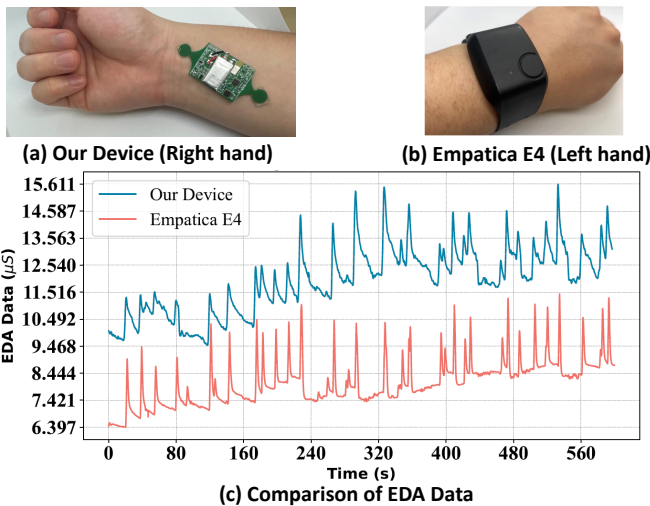 (a) Our Device (Right hand)
(b) Empatica E4 (Left hand)
15.611
14.587
13.563
12.540
11.516
10.492
9.468
8.444
7.421
6.397
EDA Data (μS)
Our Device
Empatica E4
0 80 160 240 320 400 480 560
Time (s)
(c) Comparison of EDA Data